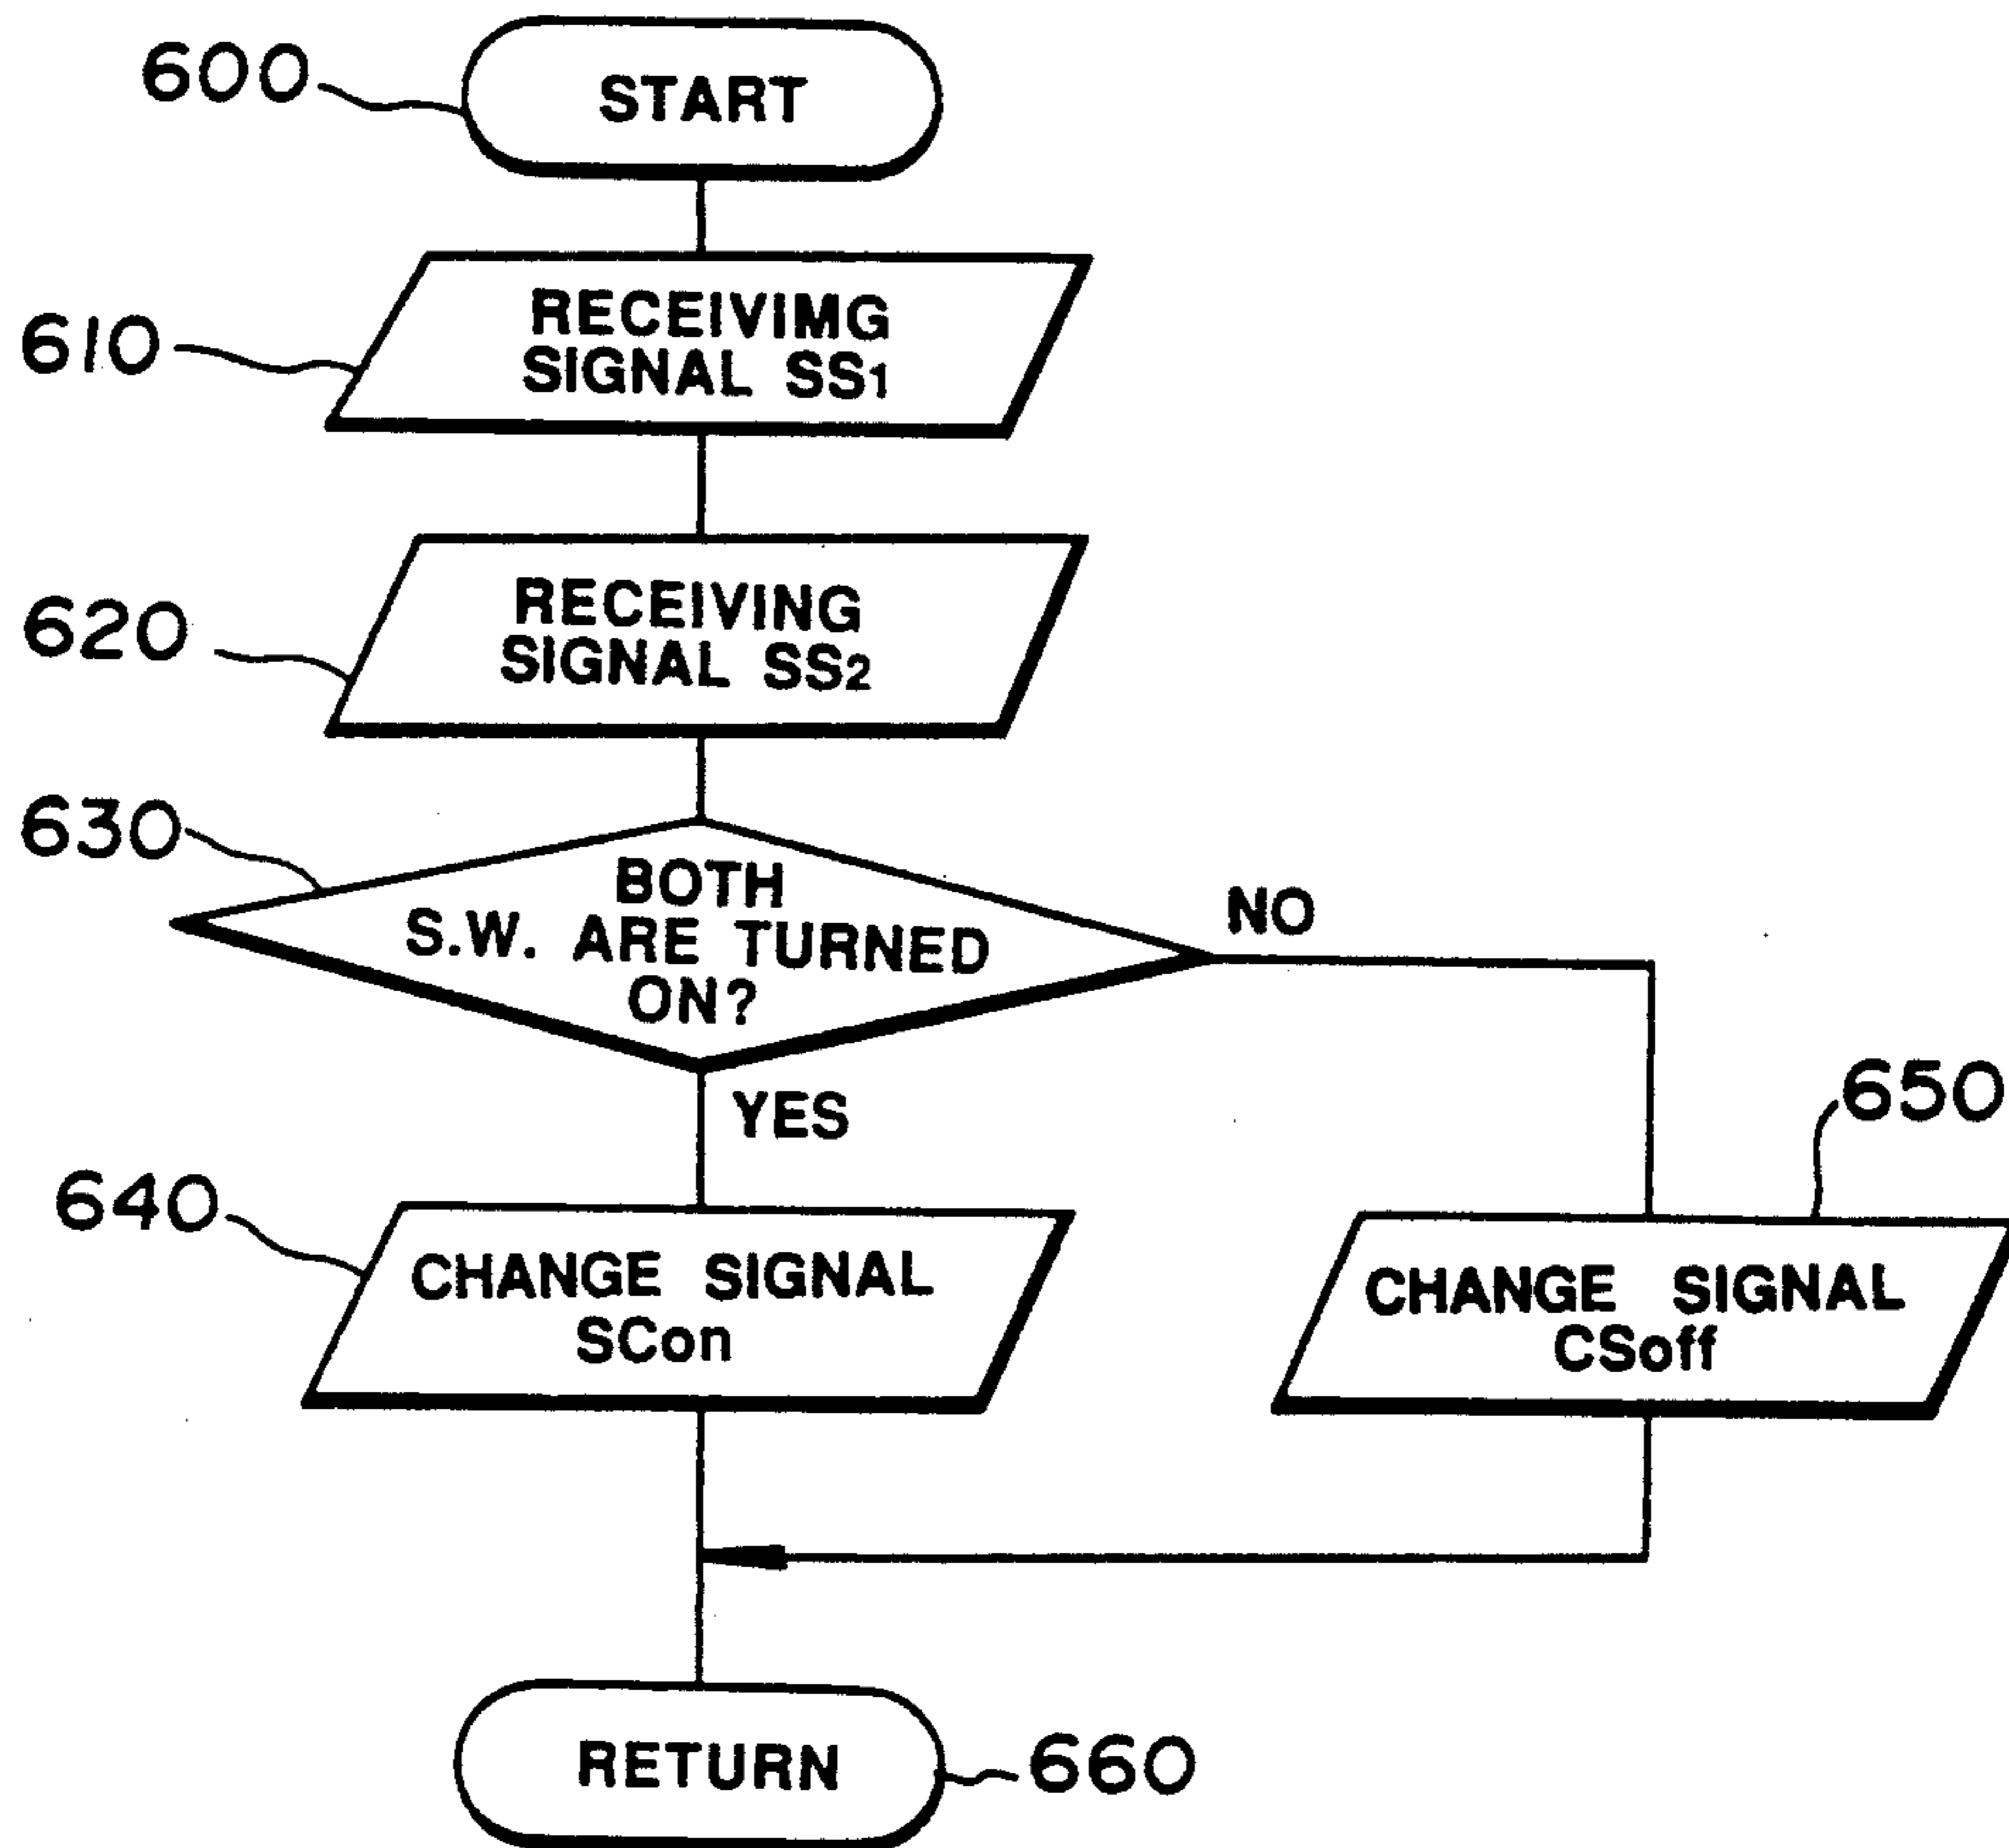 600
START
610
RECEIVIMG
SIGNAL SS1
620
RECEIVING
SIGNAL SS2
630
BOTH
S.W. ARE TURNED
ON?
NO
YES
640
CHANGE SIGNAL
SCon
650
CHANGE SIGNAL
CSoff
RETURN
660